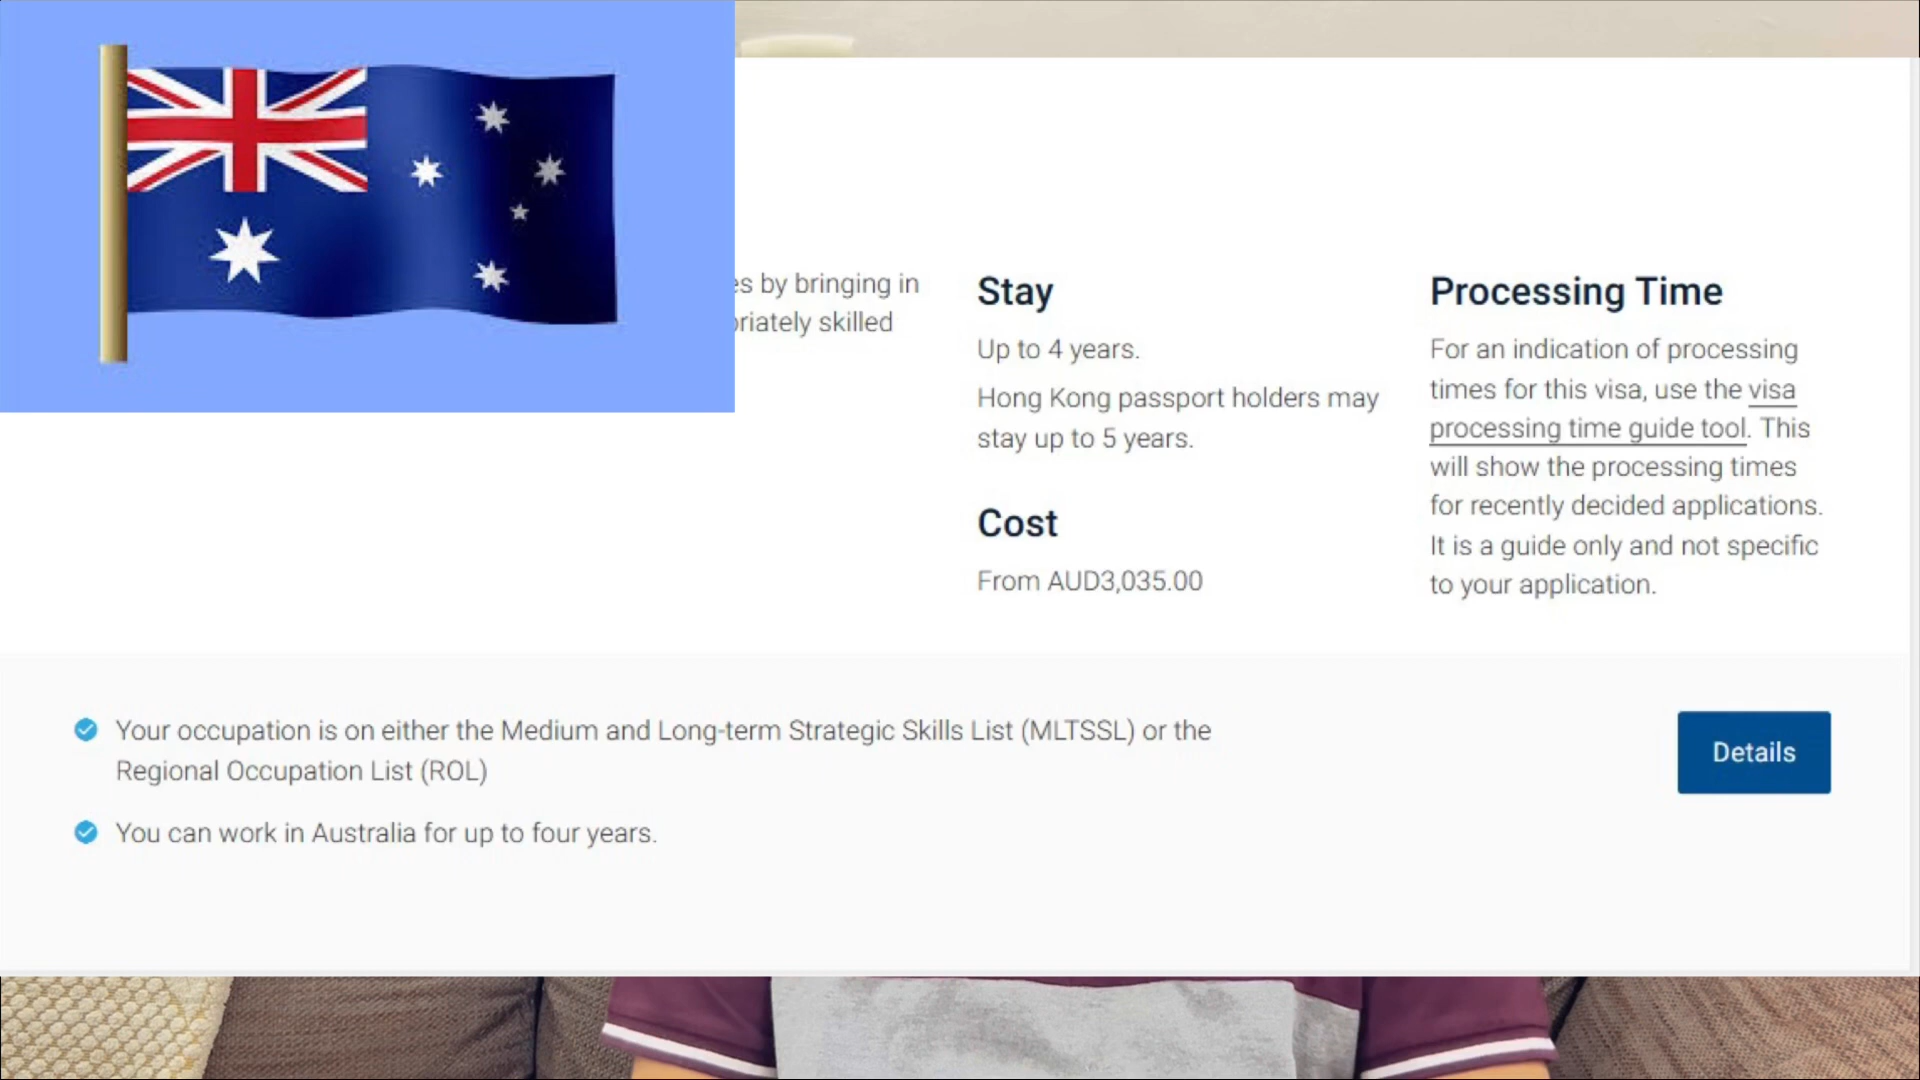 by bringing in
skilled
Stay
Up to 4 years.
Hong Kong passport holders may
stay up to 5 years.
Cost
From AUD3,035.00
Processing Time
For an indication of processing
times for this visa, use the visa
processing time guide tool. This
will show the processing times
for recently decided applications.
It is a guide only and not specific
to your application.
Your occupation is on either the Medium and Long-term Strategic Skills List (MLTSSL) or the
Regional Occupation List (ROL)
You can work in Australia for up to four years.
Details